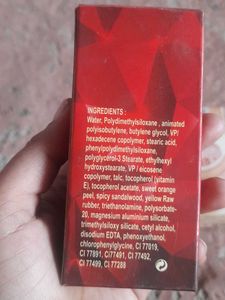 INGREDIENTS :
Water, Polydimethylsiloxane , animated
polyisobutylene, butylene glycol, VP/
hexadecene copolymer, stearic acid,
phenylpolydimethylsiloxane,
polyglycerol-3 Stearate, ethylhexyl
hydroxystearate, VP / eicosene
copolymer, talc, tocopherol (vitamin
E), tocopherol acetate, sweet orange
peel, spicy sandalwood, yellow Raw
rubber, triethanolamine, polysorbate-
20, magnesium aluminium silicate,
trimethylsiloxy silicate, cetyl alcohol,
disodium EDTA, phenoxyethanol,
chlorophenylglycine, CI 77019,
CI 77891, CI77491, CI 77492,
CI 77499, CI 77288